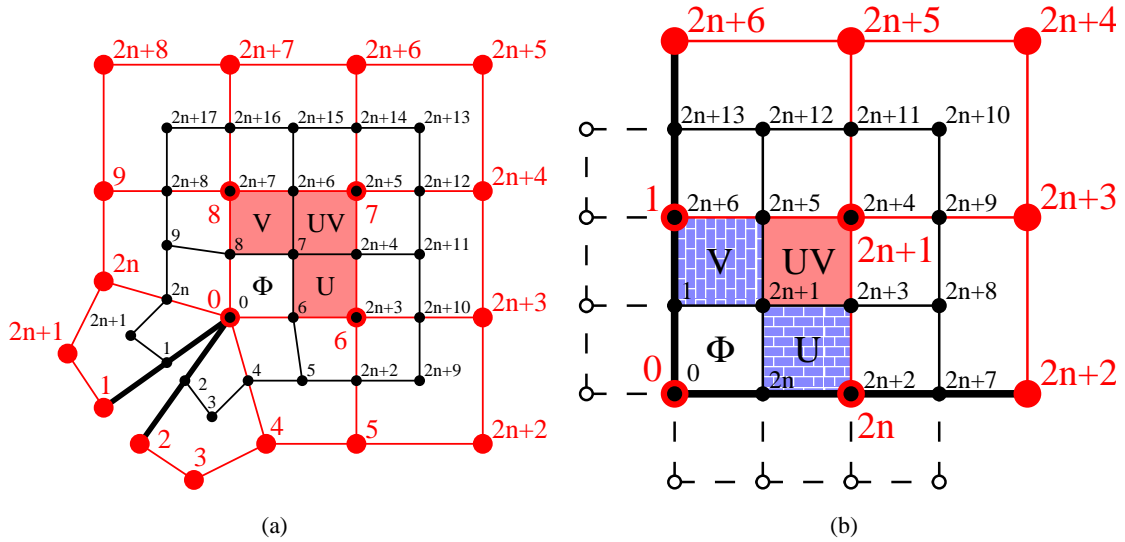 2n+8 2n+7 2n+6 2n+5
2n+17 2n+16 2n+15 2n+14 2n+13
9 2n+8 2n+7 2n+6 2n+5 2n+12 2n+4
8 V UV 7
9 8 7 2n+4 2n+11
2n 2n 0 Φ U
2n+1 2n+1 0 6 2n+3 2n+10 2n+3
6
1 2 4 5 2n+2 2n+9
1 3
2 3 4 5 2n+2
(a)
2n+6 2n+5 2n+4
2n+13 2n+12 2n+11 2n+10
1 2n+6 2n+5 2n+4 2n+9 2n+3
V UV 2n+1
1 2n+1 2n+3 2n+8
Φ U
0 0 2n 2n+2 2n+7 2n+2
2n
(b)